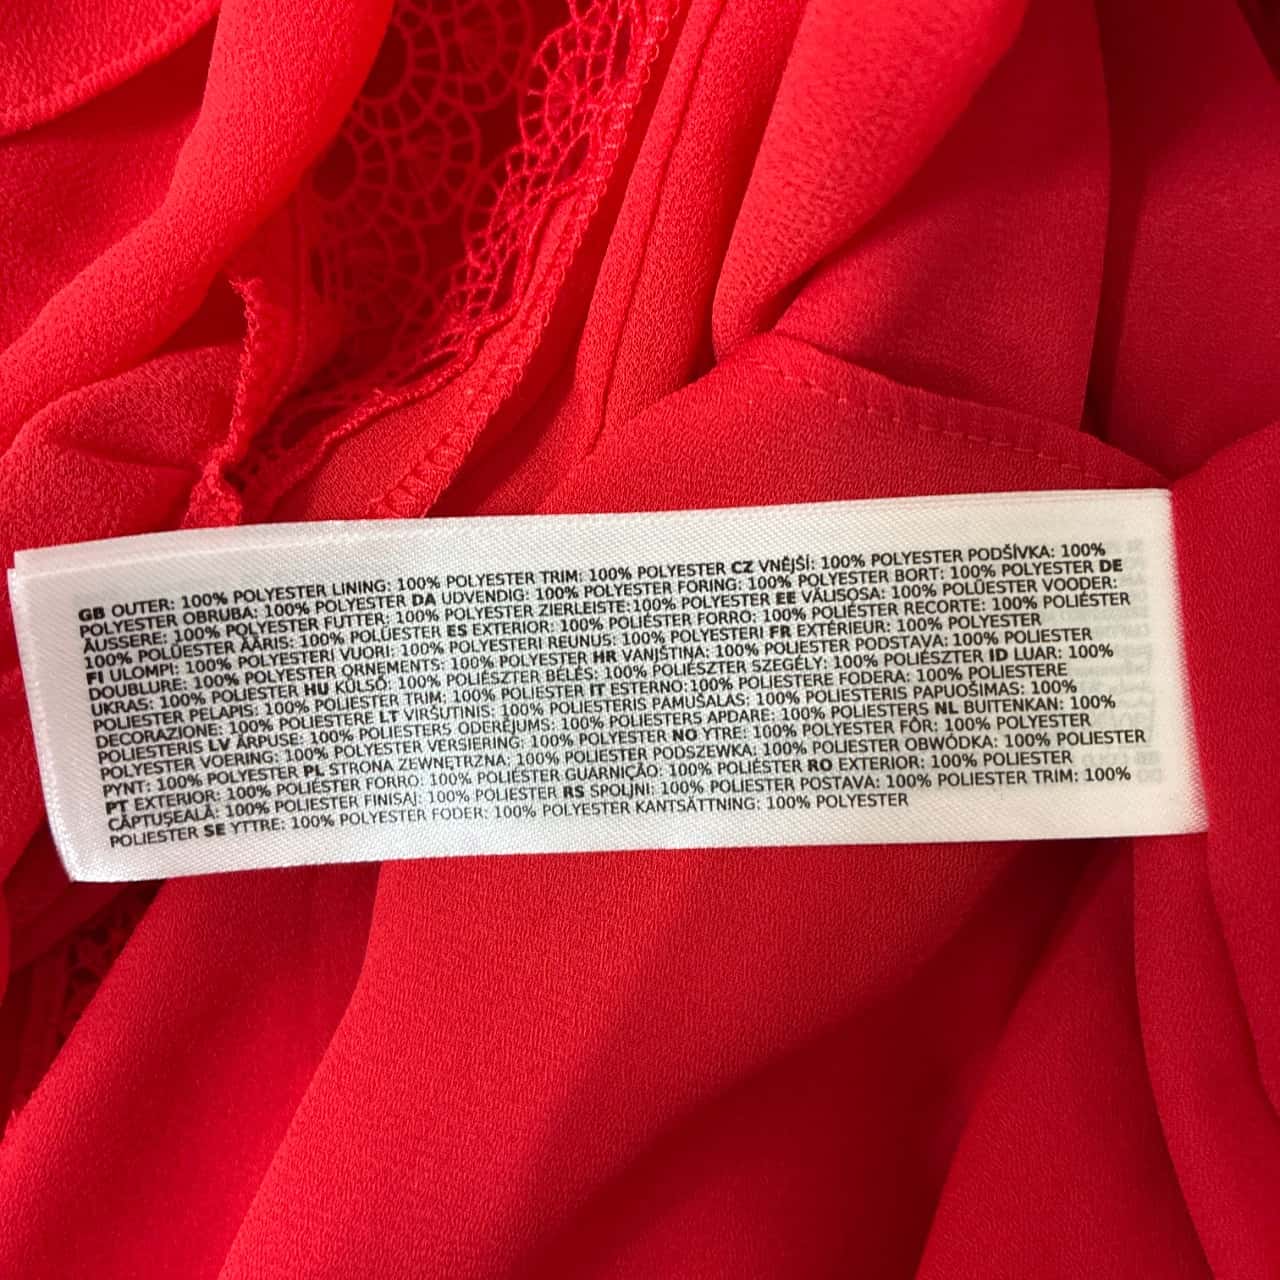 GB OUTER: 100% POLYESTER LINING: 100% POLYESTER TRIM: 100% POLYESTER CZ VNĚJŠÍ: 100% POLYESTER PODŠÍVKA: 100%
POLYESTER OBRUBA: 100% POLYESTER DA UDVENDIG: 100% POLYESTER FORING: 100% POLYESTER BORT: 100% POLYESTER DE
ÄUSSERE: 100% POLYESTER FUTTER: 100% POLYESTER ZIERLEISTE:100% POLYESTER EE VÄLISOSA: 100% POLÜESTER VOODER:
100% POLÜESTER ÄÄRIS: 100% POLÜESTER ES EXTERIOR: 100% POLIÉSTER FORRO: 100% POLIÉSTER RECORTE: 100% POLIÉSTER
FI ULOMPI: 100% POLYESTERI VUORI: 100% POLYESTERI REUNUS: 100% POLYESTERI FR EXTÉRIEUR: 100% POLYESTER
DOUBLURE: 100% POLYESTER ORNEMENTS: 100% POLYESTER HR VANJŠTINA: 100% POLIESTER PODSTAVA: 100% POLIESTER
UKRAS: 100% POLIESTER HU KÜLSŐ: 100% POLIÉSZTER BÉLÉS: 100% POLIÉSZTER SZEGÉLY: 100% POLIÉSZTER ID LUAR: 100%
POLIESTER PELAPIS: 100% POLIESTER TRIM: 100% POLIESTER IT ESTERNO:100% POLIESTERE FODERA: 100% POLIESTERE
DECORAZIONE: 100% POLIESTERE LT VIRŠUTINIS: 100% POLIESTERIS PAMUŠALAS: 100% POLIESTERIS PAPUOŠIMAS: 100%
POLIESTERIS LV ĀRPUSE: 100% POLIESTERS ODERĒJUMS: 100% POLIESTERS APDARE: 100% POLIESTERS NL BUITENKAN: 100%
POLYESTER VOERING: 100% POLYESTER VERSIERING: 100% POLYESTER NO YTRE: 100% POLYESTER FÔR: 100% POLYESTER
PYNT: 100% POLYESTER PL STRONA ZEWNĘTRZNA: 100% POLIESTER PODSZEWKA: 100% POLIESTER OBWÓDKA: 100% POLIESTER
PT EXTERIOR: 100% POLIÉSTER FORRO: 100% POLIÉSTER GUARNIÇÃO: 100% POLIÉSTER RO EXTERIOR: 100% POLIESTER
CĂPTUŞEALĂ: 100% POLIESTER FINISAJ: 100% POLIESTER RS SPOLJNI: 100% POLIESTER POSTAVA: 100% POLIESTER TRIM: 100%
POLIESTER SE YTTRE: 100% POLYESTER FODER: 100% POLYESTER KANTSÄTTNING: 100% POLYESTER